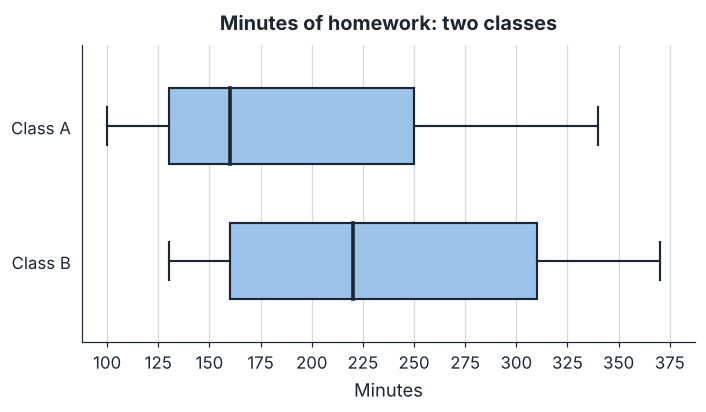 Minutes of homework: two classes
Class A
Class B
100 125 150 175 200 225 250 275 300 325 350 375
Minutes